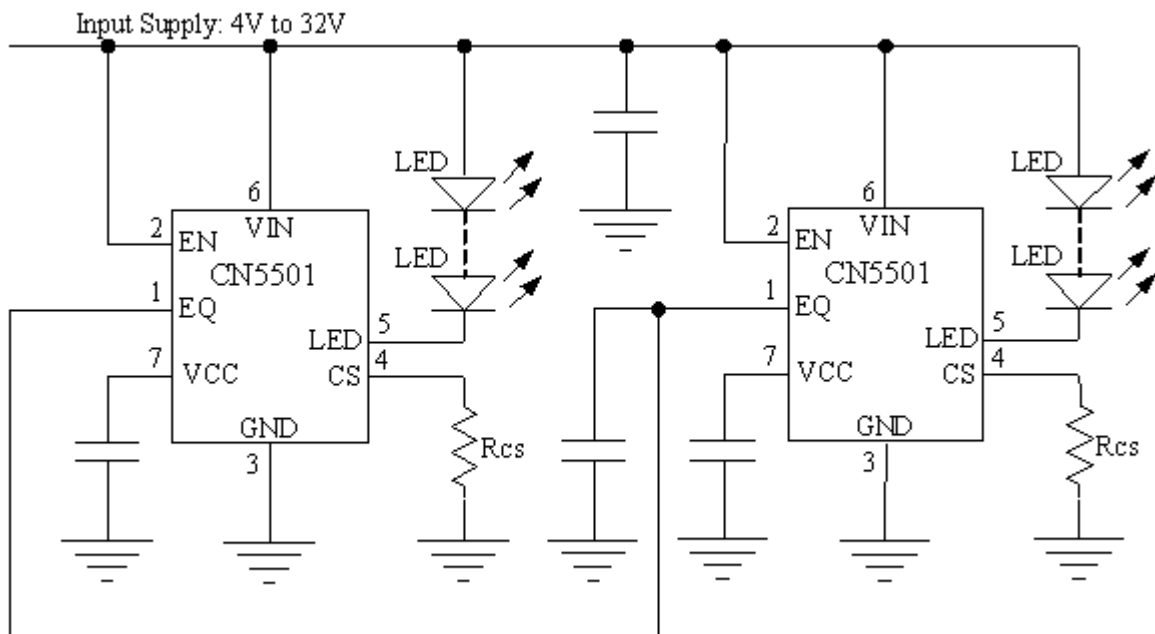 Input Supply: 4V to 32V
LED
LED
6
VIN
2
EN
CN5501
LED
1
EQ
5
LED
4
CS
7
VCC
GND
3
Rcs
6
VIN
2
EN
CN5501
LED
1
EQ
5
LED
4
CS
7
VCC
GND
3
Rcs
LED